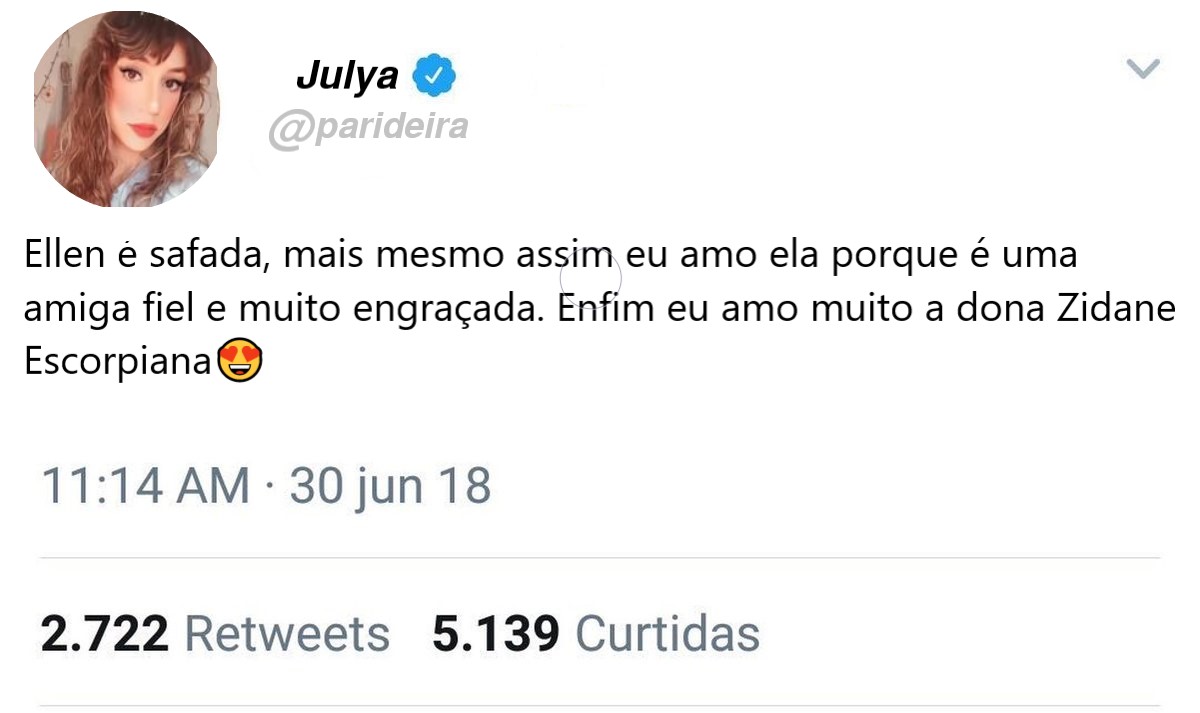 Julya
@parideira
Ellen é safada, mais mesmo assim eu amo ela porque é uma
amiga fiel e muito engraçada. Enfim eu amo muito a dona Zidane
Escorpiana😍
11:14 AM · 30 jun 18
2.722 Retweets 5.139 Curtidas